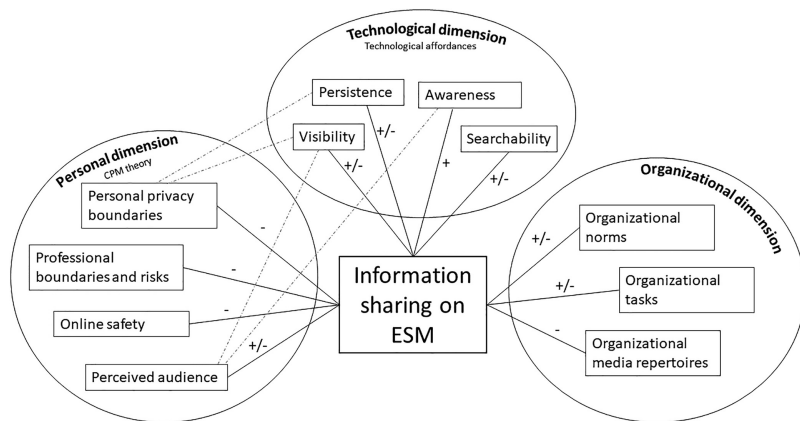 Technological dimension
Technological affordances
Persistence
Awareness
Visibility
Searchability
+/-
+/-
+
+/-
Personal dimension
CPM theory
Personal privacy
boundaries
Professional
boundaries and risks
Online safety
Perceived audience
-
-
-
+/-
Information
sharing on
ESM
Organizational dimension
Organizational
norms
Organizational
tasks
Organizational
media repertoires
+/-
+/-
-